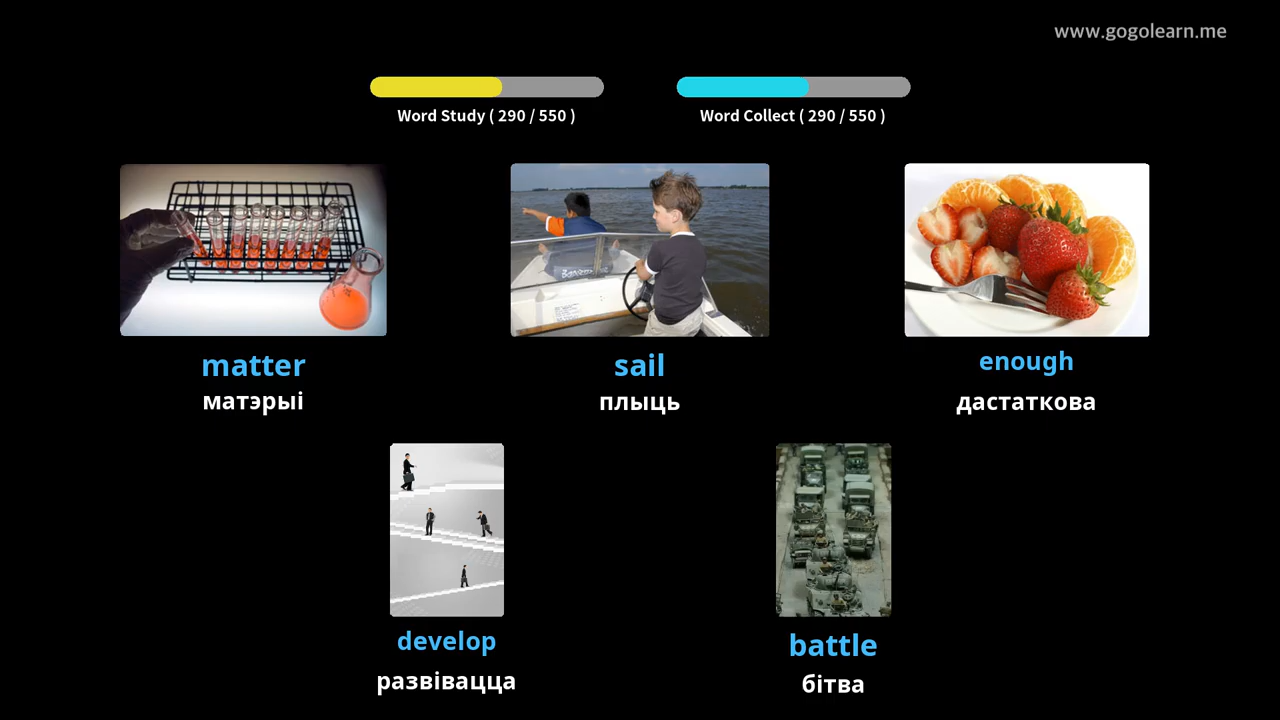 www.gogolearn.me
Word Study ( 290 / 550 )
Word Collect ( 290 / 550 )
matter
матэрыі
sail
плыць
enough
дастаткова
develop
развівацца
battle
бітва